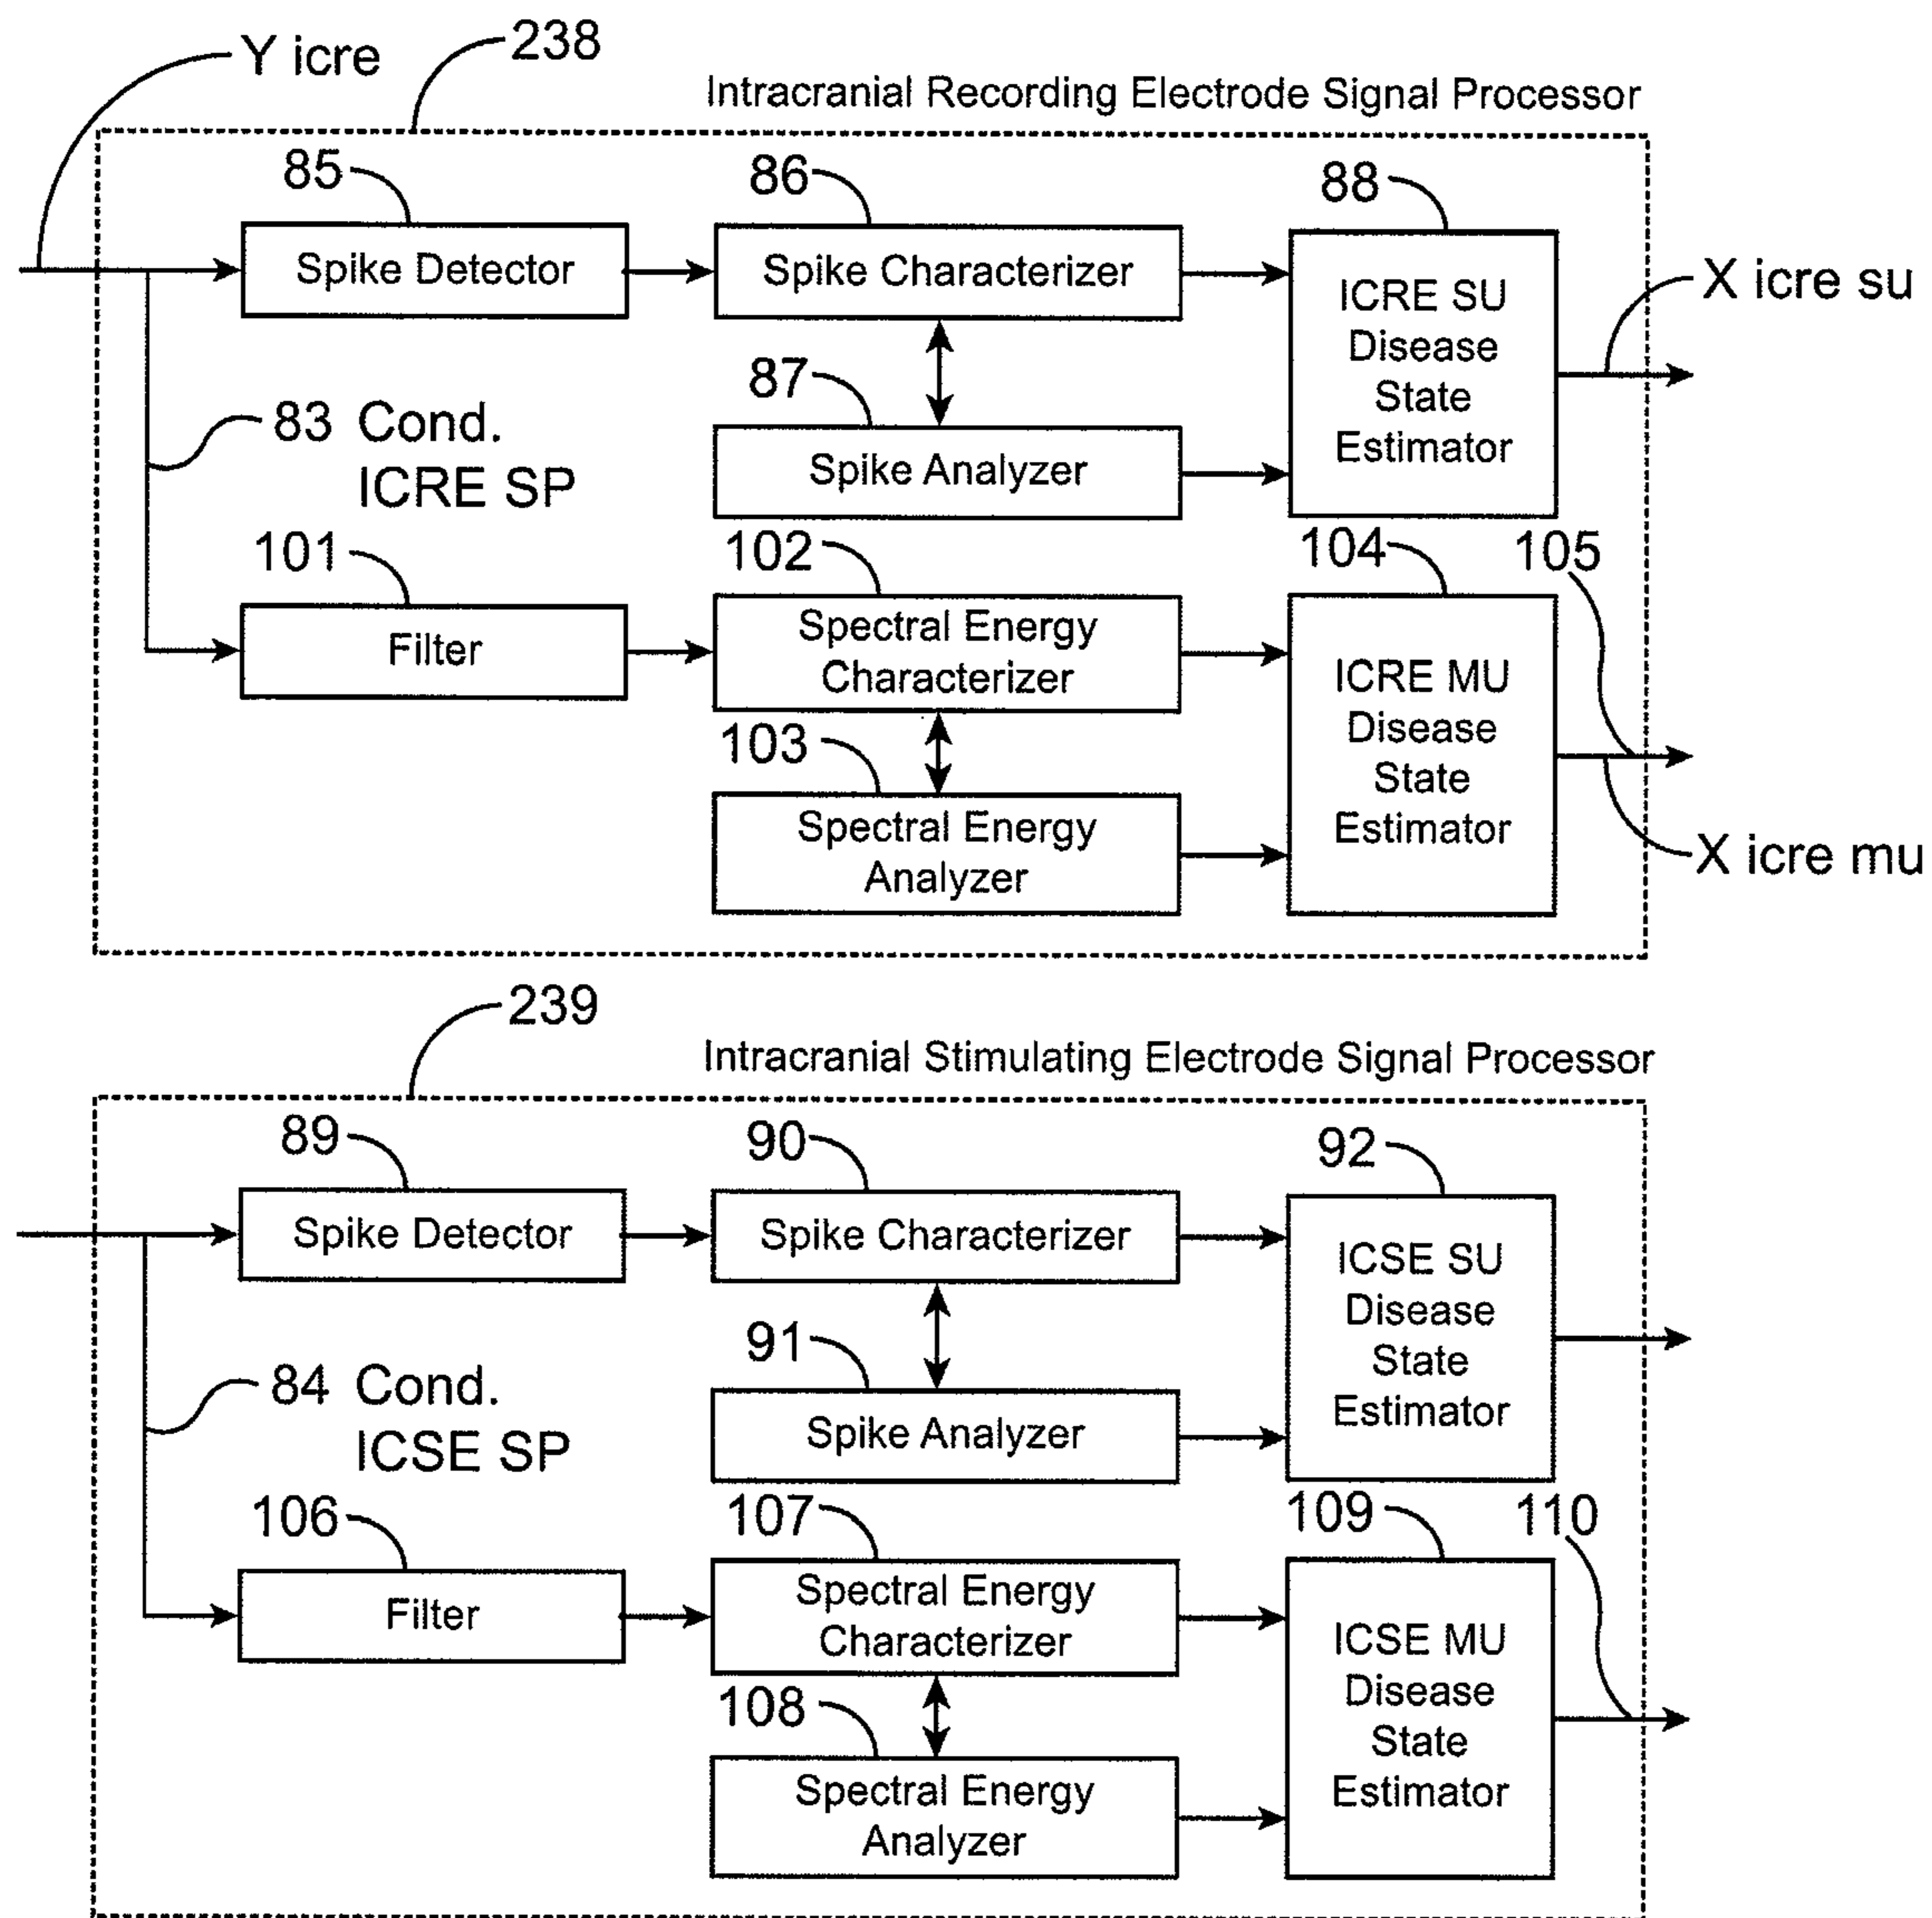 Y icre
238
Intracranial Recording Electrode Signal Processor
85
86
88
Spike Detector
Spike Characterizer
ICRE SU
Disease
State
Estimator
X icre su
87
Spike Analyzer
83 Cond.
ICRE SP
101
102
104
105
Filter
Spectral Energy
Characterizer
ICRE MU
Disease
State
Estimator
103
Spectral Energy
Analyzer
X icre mu
239
Intracranial Stimulating Electrode Signal Processor
89
90
92
Spike Detector
Spike Characterizer
ICSE SU
Disease
State
Estimator
91
Spike Analyzer
84 Cond.
ICSE SP
106
107
109
110
Filter
Spectral Energy
Characterizer
ICSE MU
Disease
State
Estimator
108
Spectral Energy
Analyzer